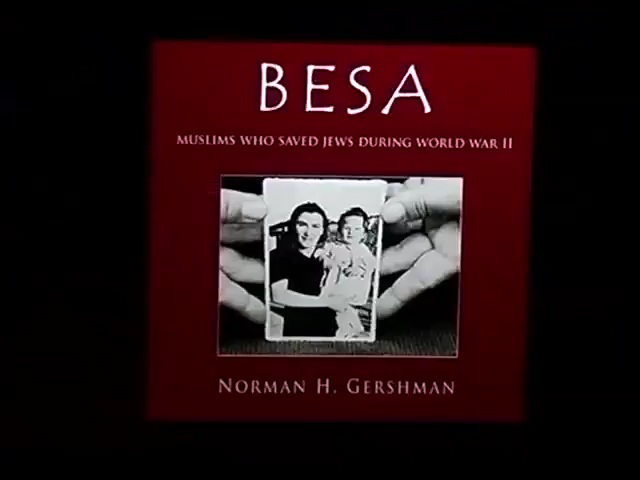 BESA
MUSLIMS WHO SAVED JEWS DURING WORLD WAR II
NORMAN H. GERSHMAN